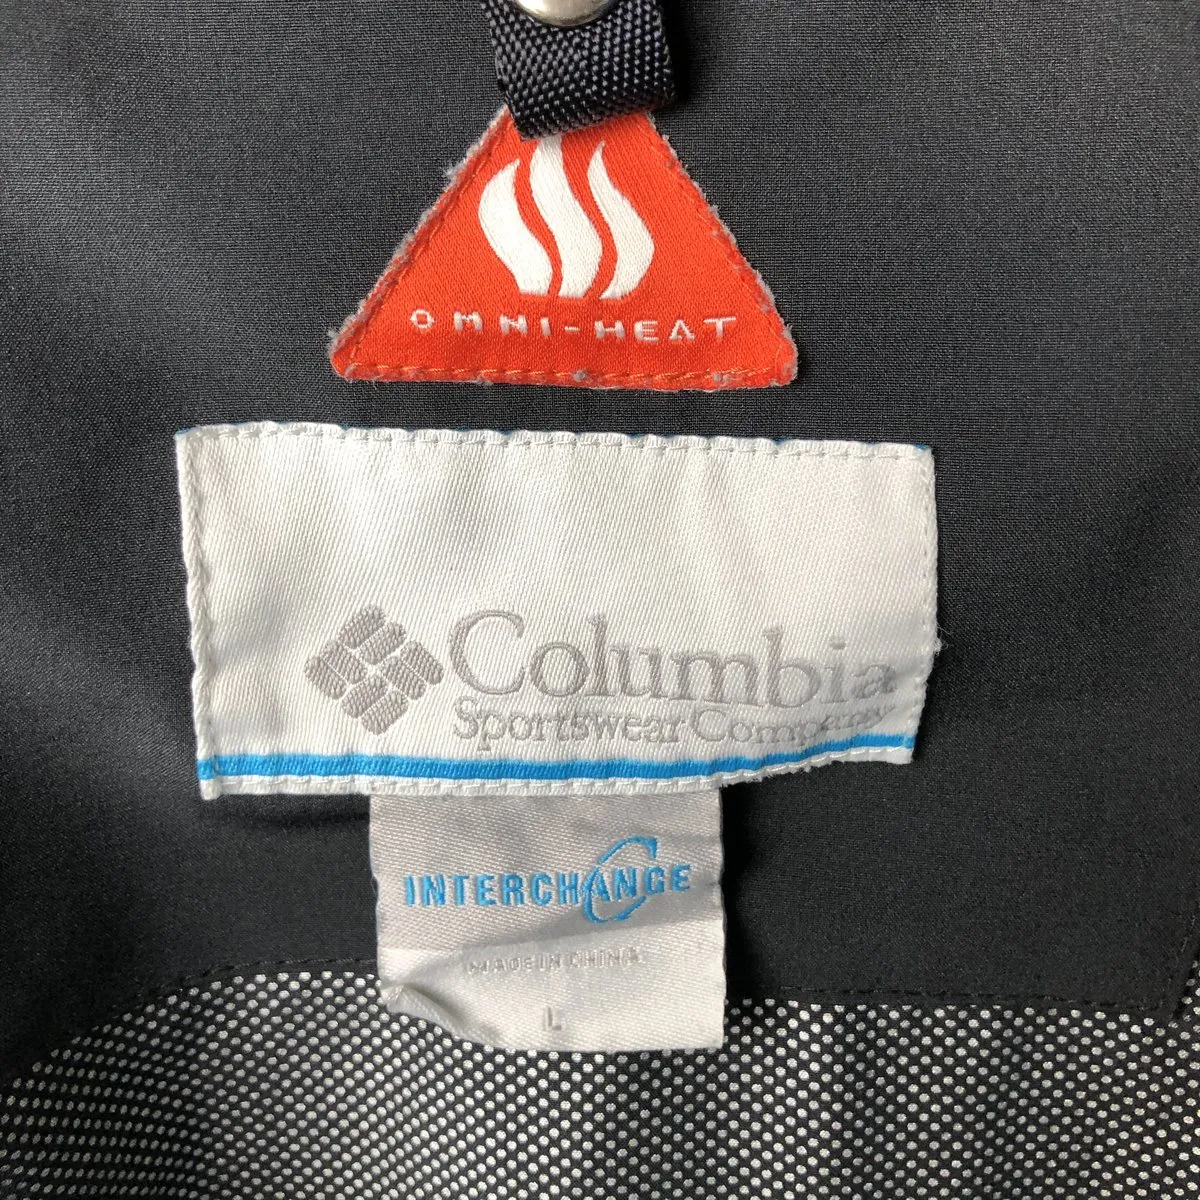 OMNI-HEAT
Columbia
Sportswear Company
INTERCHANGE
MADE IN CHINA
L